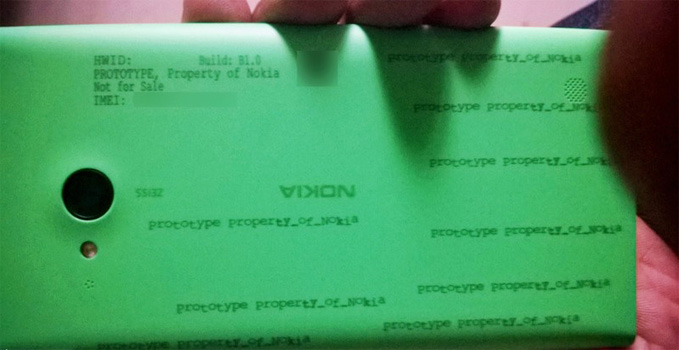 HWID: Build: B1.0
PROTOTYPE, Property of Nokia
Not for Sale
IMEI:
prototype property_of_Nokia
prototype property_of_Nokia
prototype property_of_Nokia
ZEISS
NOKIA
prototype property_of_Nokia
prototype property_of_Nokia
prototype property_of_Nokia
prototype property_of_Nokia
prototype property_of_Nokia
prototype property_of_Nokia